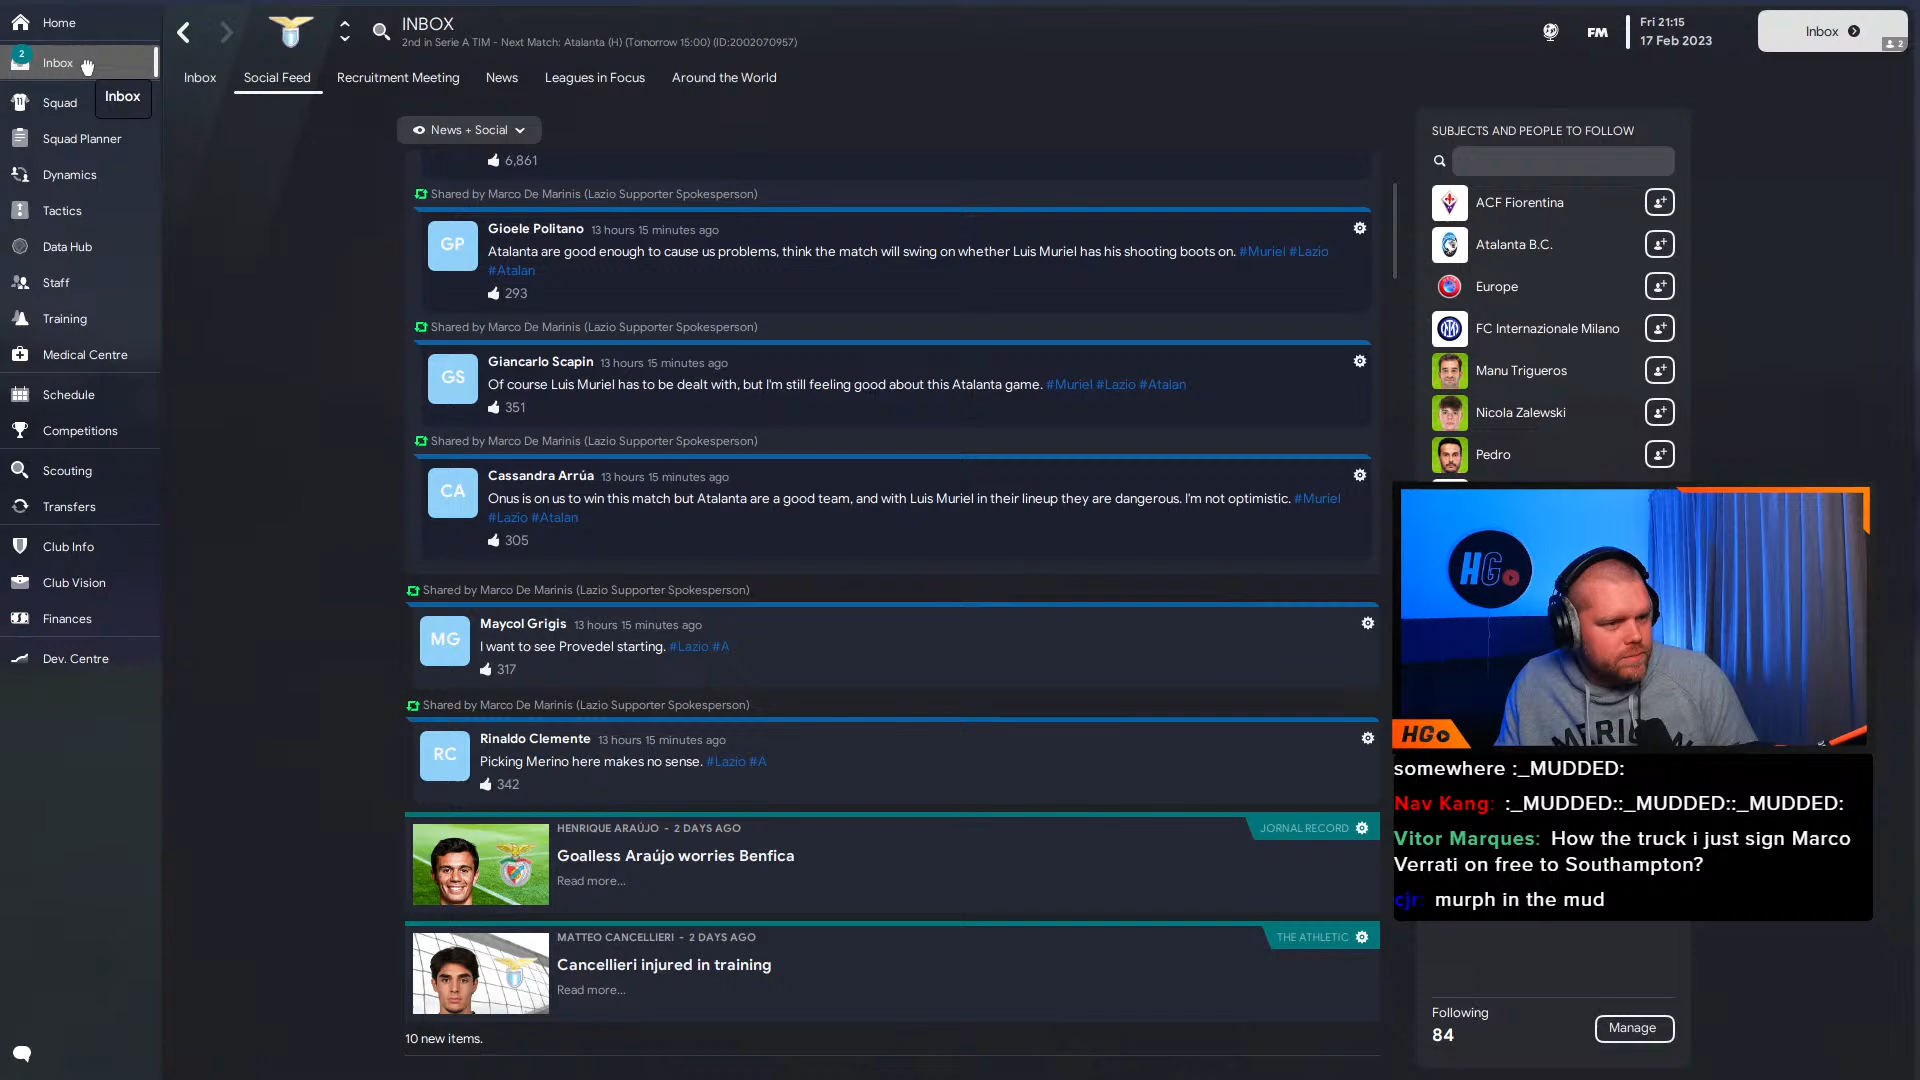 Home
INBOX
2nd in Serie A TIM - Next Match: Atalanta (H) (Tomorrow 15:00) (ID:2002070957)
FM
Fri 21:15
17 Feb 2023
Inbox
2
2
Inbox
Inbox
Squad
Squad Planner
Dynamics
Tactics
Data Hub
Staff
Training
Medical Centre
Schedule
Competitions
Scouting
Transfers
Club Info
Club Vision
Finances
Dev. Centre
Inbox Social Feed Recruitment Meeting News Leagues in Focus Around the World
News + Social
6,861
Shared by Marco De Marinis (Lazio Supporter Spokesperson)
GP
Gioele Politano 13 hours 15 minutes ago
Atalanta are good enough to cause us problems, think the match will swing on whether Luis Muriel has his shooting boots on. #Muriel #Lazio
#Atalan
293
Shared by Marco De Marinis (Lazio Supporter Spokesperson)
GS
Giancarlo Scapin 13 hours 15 minutes ago
Of course Luis Muriel has to be dealt with, but I'm still feeling good about this Atalanta game. #Muriel #Lazio #Atalan
351
Shared by Marco De Marinis (Lazio Supporter Spokesperson)
CA
Cassandra Arrúa 13 hours 15 minutes ago
Onus is on us to win this match but Atalanta are a good team, and with Luis Muriel in their lineup they are dangerous. I'm not optimistic. #Muriel
#Lazio #Atalan
305
Shared by Marco De Marinis (Lazio Supporter Spokesperson)
MG
Maycol Grigis 13 hours 15 minutes ago
I want to see Provedel starting. #Lazio #A
317
Shared by Marco De Marinis (Lazio Supporter Spokesperson)
RC
Rinaldo Clemente 13 hours 15 minutes ago
Picking Merino here makes no sense. #Lazio #A
342
HENRIQUE ARAÚJO - 2 DAYS AGO
JORNAL RECORD
Goalless Araújo worries Benfica
Read more...
MATTEO CANCELLIERI - 2 DAYS AGO
THE ATHLETIC
Cancellieri injured in training
Read more...
10 new items.
SUBJECTS AND PEOPLE TO FOLLOW
ACF Fiorentina
Atalanta B.C.
Europe
FC Internazionale Milano
Manu Trigueros
Nicola Zalewski
Pedro
HG
HG
somewhere :_MUDDED:
Nav Kang: :_MUDDED::_MUDDED::_MUDDED:
Vitor Marques: How the truck i just sign Marco
Verrati on free to Southampton?
cjr: murph in the mud
Following
84
Manage